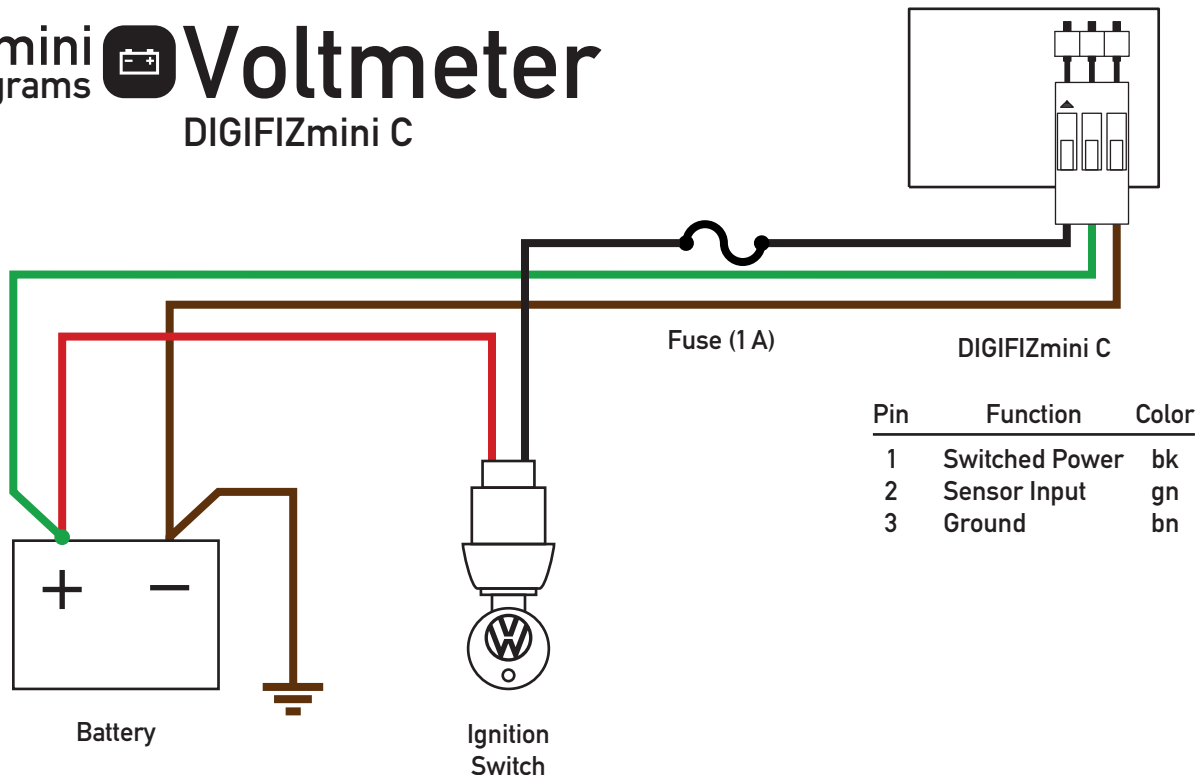 mini
grams
Voltmeter
DIGIFIZmini C
Fuse (1 A)
DIGIFIZmini C
Pin Function Color
1 Switched Power bk
2 Sensor Input gn
3 Ground bn
+ −
Battery
Ignition
Switch